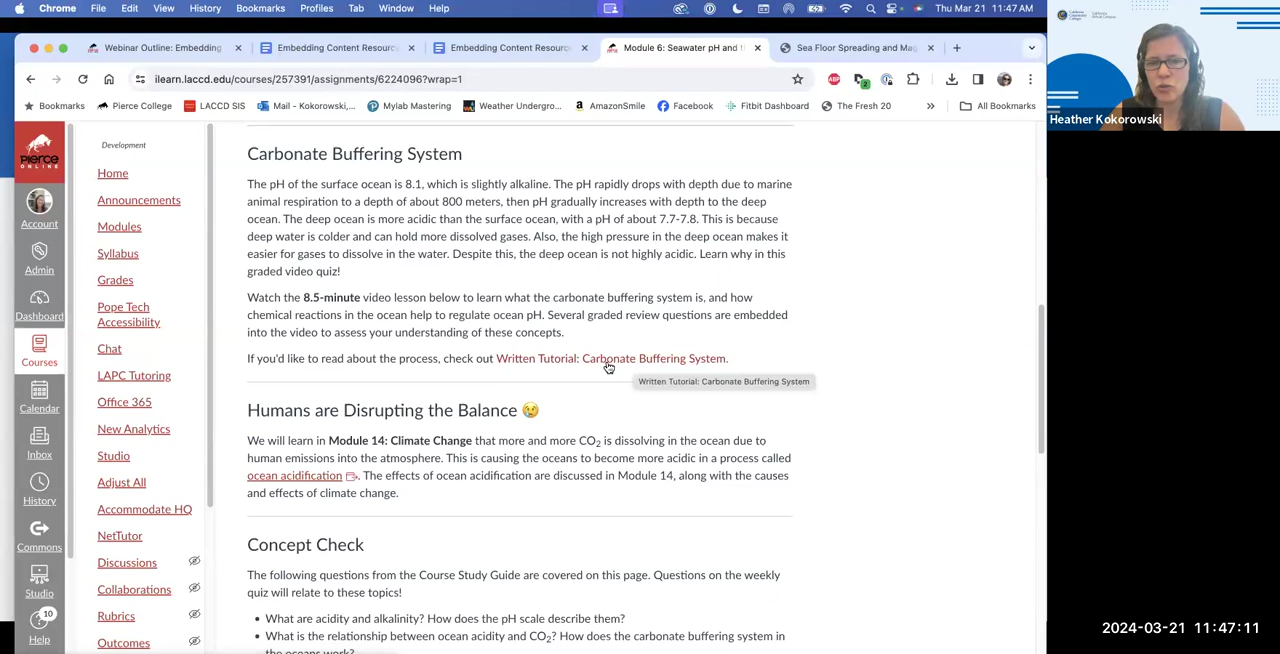 Chrome File Edit View History Bookmarks Profiles Tab Window Help
Thu Mar 21 11:47 AM
Webinar Outline: Embedding
Embedding Content Resourc
Embedding Content Resourc
Module 6: Seawater pH and t
Sea Floor Spreading and Mag
ilearn.laccd.edu/courses/257391/assignments/6224096?wrap=1
Bookmarks
Pierce College
LACCD SIS
Mail - Kokorowski,...
Mylab Mastering
Weather Undergro...
AmazonSmile
Facebook
Fitbit Dashboard
The Fresh 20
All Bookmarks
Heather Kokorowski
PIERCE
ONLINE
Account
Admin
Dashboard
Courses
Calendar
Inbox
History
Commons
Studio
10
Help
Development
Home
Announcements
Modules
Syllabus
Grades
Pope Tech
Accessibility
Chat
LAPC Tutoring
Office 365
New Analytics
Studio
Adjust All
Accommodate HQ
NetTutor
Discussions
Collaborations
Rubrics
Outcomes
Carbonate Buffering System
The pH of the surface ocean is 8.1, which is slightly alkaline. The pH rapidly drops with depth due to marine
animal respiration to a depth of about 800 meters, then pH gradually increases with depth to the deep
ocean. The deep ocean is more acidic than the surface ocean, with a pH of about 7.7-7.8. This is because
deep water is colder and can hold more dissolved gases. Also, the high pressure in the deep ocean makes it
easier for gases to dissolve in the water. Despite this, the deep ocean is not highly acidic. Learn why in this
graded video quiz!
Watch the 8.5-minute video lesson below to learn what the carbonate buffering system is, and how
chemical reactions in the ocean help to regulate ocean pH. Several graded review questions are embedded
into the video to assess your understanding of these concepts.
If you'd like to read about the process, check out Written Tutorial: Carbonate Buffering System.
Written Tutorial: Carbonate Buffering System
Humans are Disrupting the Balance 😢
We will learn in Module 14: Climate Change that more and more CO2 is dissolving in the ocean due to
human emissions into the atmosphere. This is causing the oceans to become more acidic in a process called
ocean acidification. The effects of ocean acidification are discussed in Module 14, along with the causes
and effects of climate change.
Concept Check
The following questions from the Course Study Guide are covered on this page. Questions on the weekly
quiz will relate to these topics!
• What are acidity and alkalinity? How does the pH scale describe them?
• What is the relationship between ocean acidity and CO2? How does the carbonate buffering system in
the oceans work?
2024-03-21 11:47:11